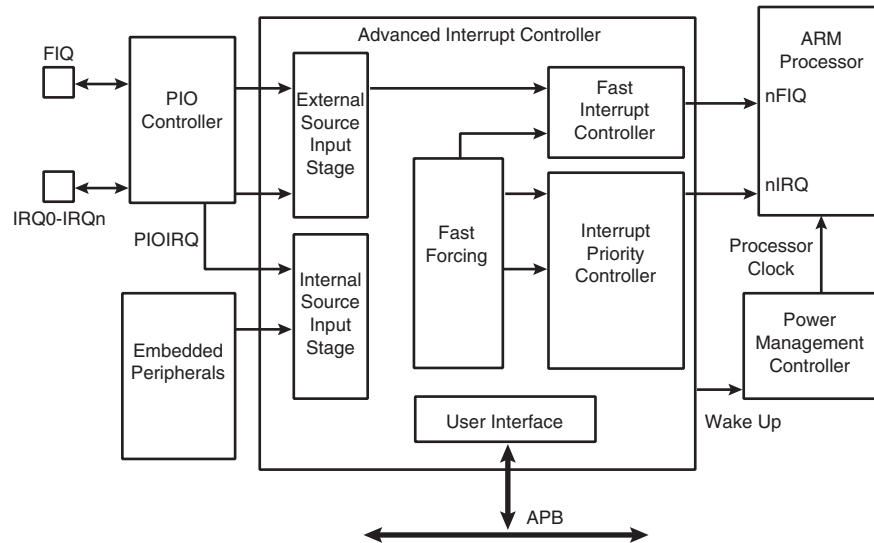 Advanced Interrupt Controller
FIQ
PIO
Controller
IRQ0-IRQn
PIOIRQ
Embedded
Peripherals
External
Source
Input
Stage
Internal
Source
Input
Stage
Fast
Forcing
Fast
Interrupt
Controller
Interrupt
Priority
Controller
User Interface
APB
ARM
Processor
nFIQ
nIRQ
Processor
Clock
Power
Management
Controller
Wake Up